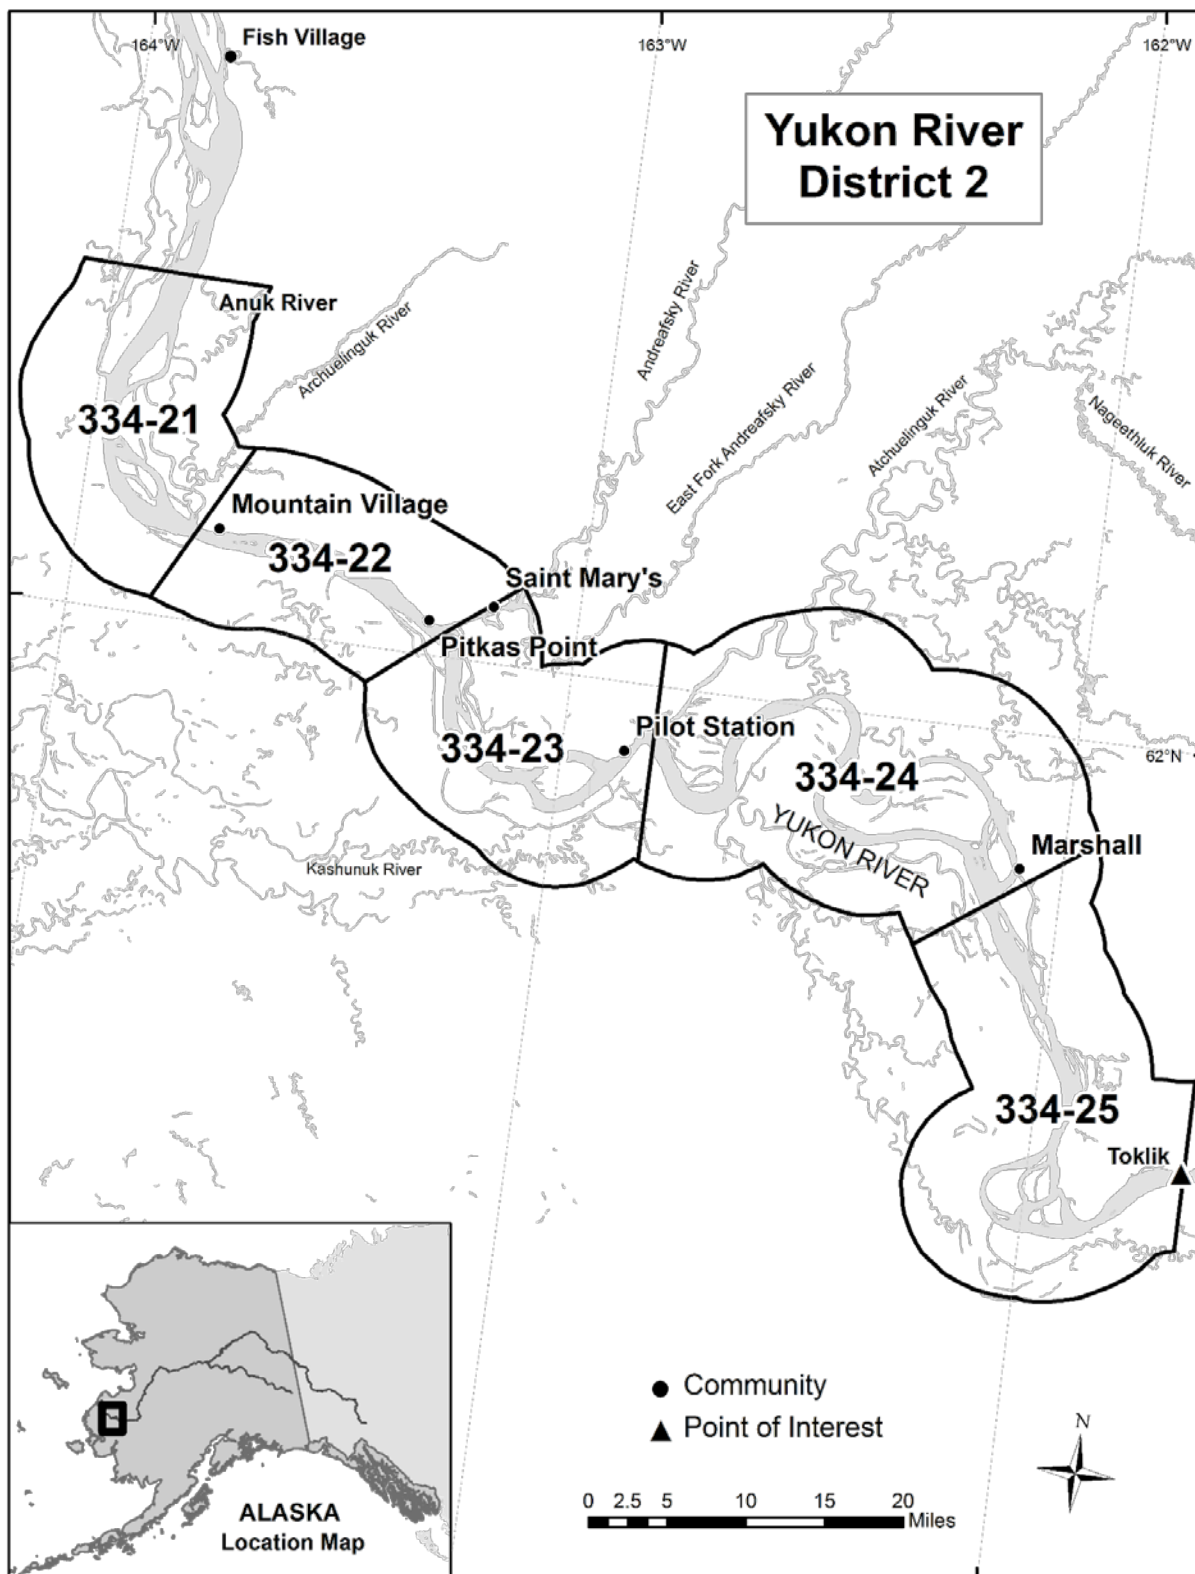 164°W
163°W
162°W
Fish Village
Yukon River
District 2
Anuk River
Archuelinguk River
Andreafsky River
East Fork Andreafsky River
Atchuelinguk River
Nageethluk River
334-21
Mountain Village
334-22
Saint Mary's
Pitkas Point
334-23
Pilot Station
334-24
62°N
YUKON RIVER
Marshall
Kashunuk River
334-25
Toklik
Community
Point of Interest
N
0 2.5 5 10 15 20
Miles
ALASKA
Location Map